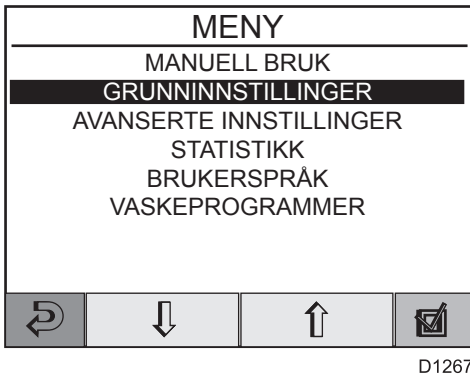 MENY
MANUELL BRUK
GRUNNINNSTILLINGER
AVANSERTE INNSTILLINGER
STATISTIKK
BRUKERSPRÅK
VASKEPROGRAMMER
D1267